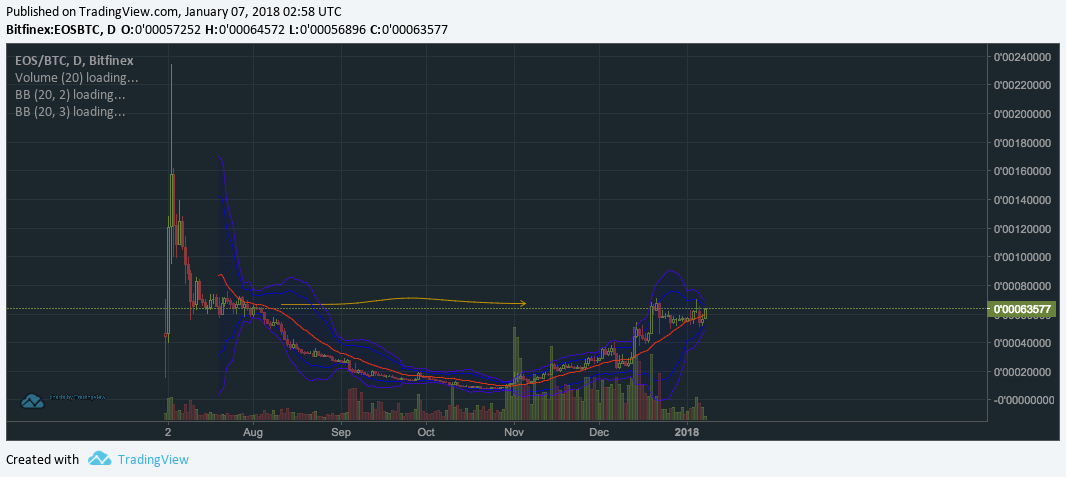 Published on TradingView.com, January 07, 2018 02:58 UTC
Bitfinex:EOSBTC, D O:0'00057252 H:0'00064572 L:0'00056896 C:0'00063577
EOS/BTC, D, Bitfinex
Volume (20) loading...
BB (20, 2) loading...
BB (20, 3) loading...
0'00240000
0'00220000
0'00200000
0'00180000
0'00160000
0'00140000
0'00120000
0'00100000
0'00080000
0'00063577
0'00040000
0'00020000
-0'00000000
charts by TradingView
2 Aug Sep Oct Nov Dec 2018
Created with TradingView